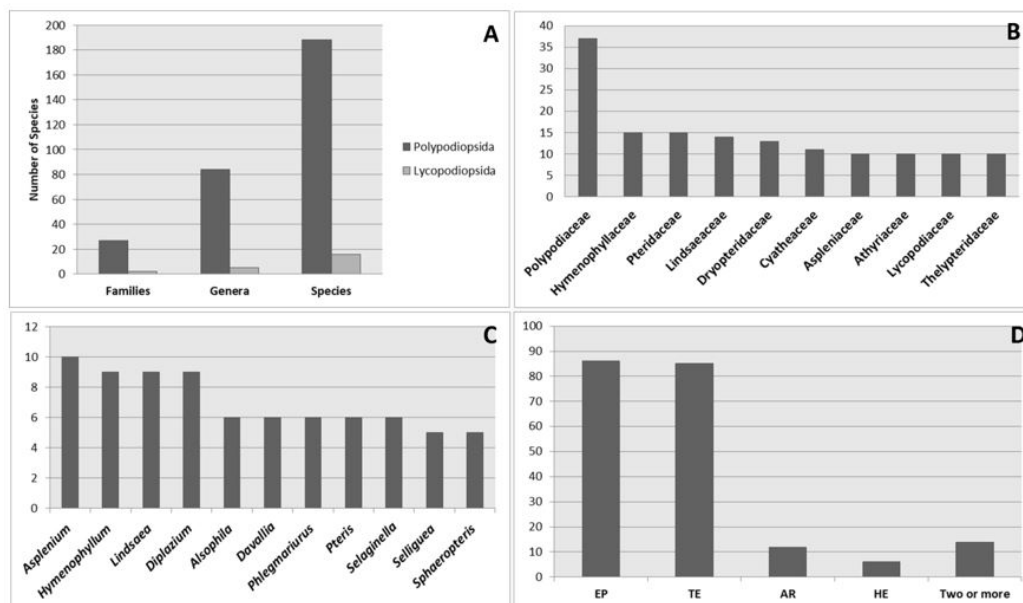 A
200
180
160
140
120
100
80
60
40
20
0
Number of Species
Families Genera Species
Polypodiopsida
Lycopodiopsida
B
40
35
30
25
20
15
10
5
0
Polypodiaceae
Hymenophyllaceae
Pteridaceae
Lindsaeaceae
Dryopteridaceae
Cyatheaceae
Aspleniaceae
Athyriaceae
Lycopodiaceae
Thelypteridaceae
C
12
10
8
6
4
2
0
Asplenium
Hymenophyllum
Lindsaea
Diplazium
Alsophila
Davallia
Phlegmariurus
Pteris
Selaginella
Selliguea
Sphaeropteris
D
100
90
80
70
60
50
40
30
20
10
0
EP TE AR HE Two or more